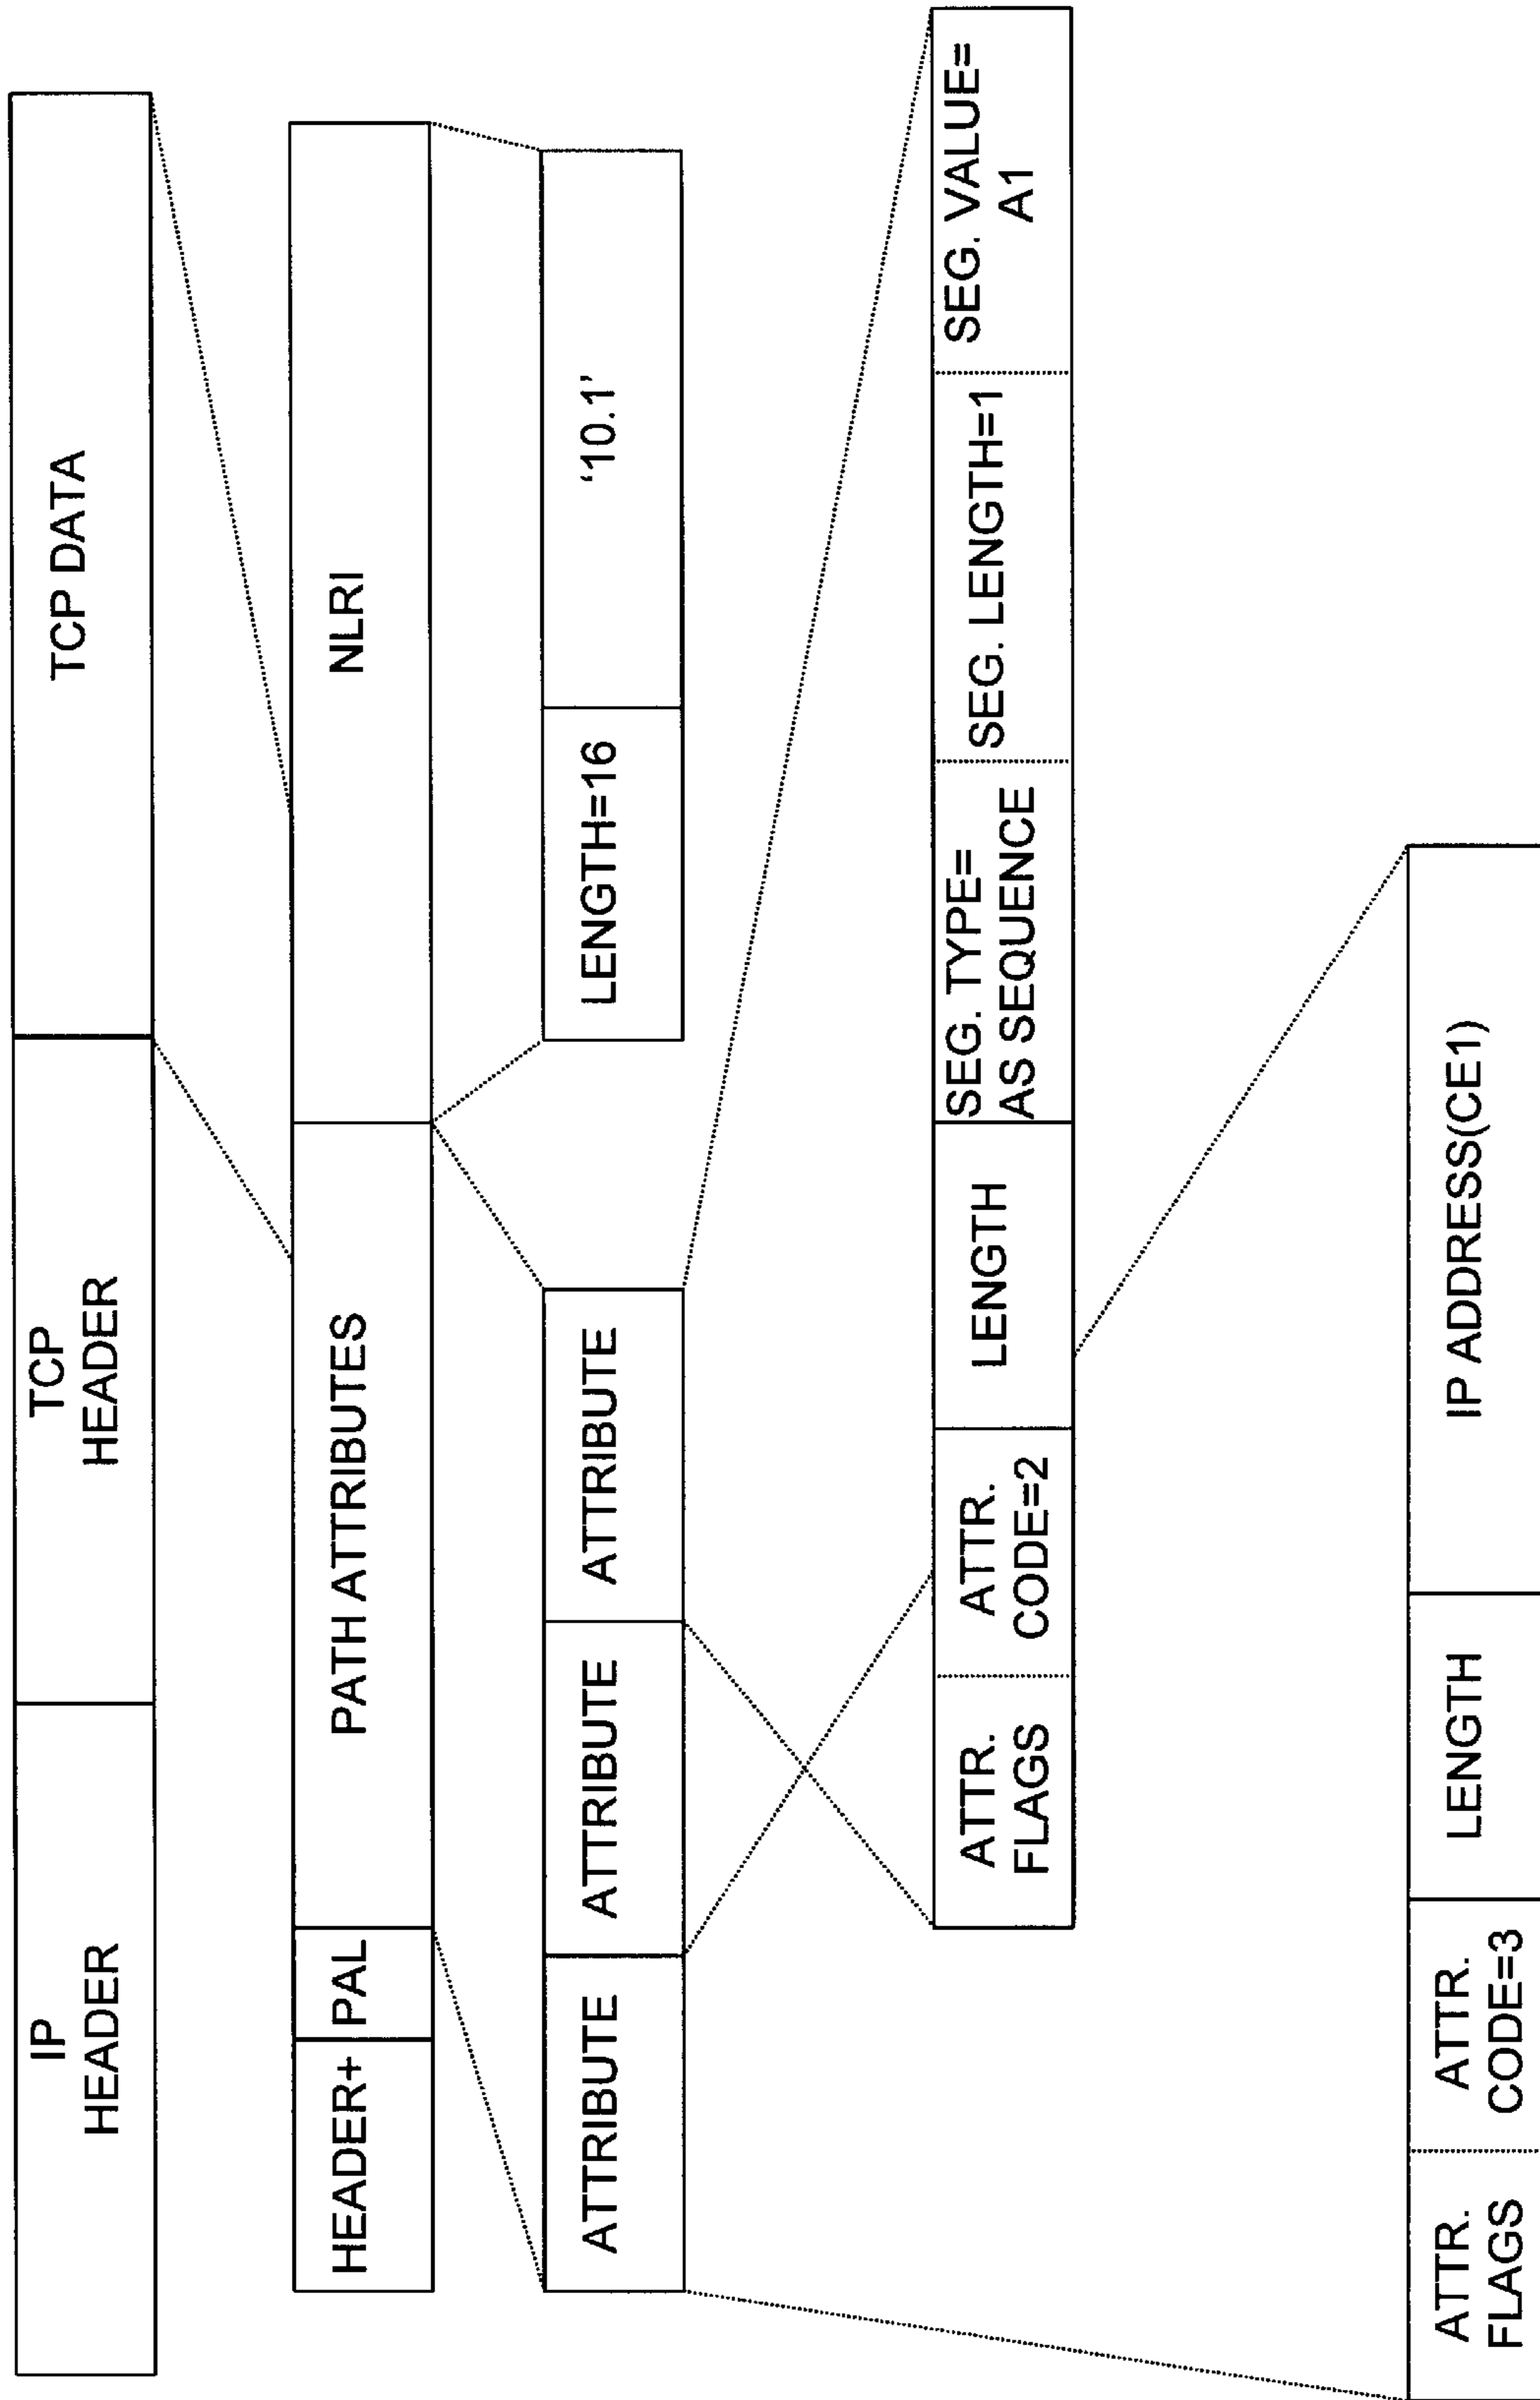 IP
HEADER
TCP
HEADER
TCP DATA
HEADER+
PAL
PATH ATTRIBUTES
NLRI
ATTRIBUTE
ATTRIBUTE
ATTRIBUTE
LENGTH=16
‘10.1’
ATTR.
FLAGS
ATTR.
CODE=2
LENGTH
SEG. TYPE=
AS SEQUENCE
SEG. LENGTH=1
SEG. VALUE=
A1
ATTR.
FLAGS
ATTR.
CODE=3
LENGTH
IP ADDRESS(CE1)